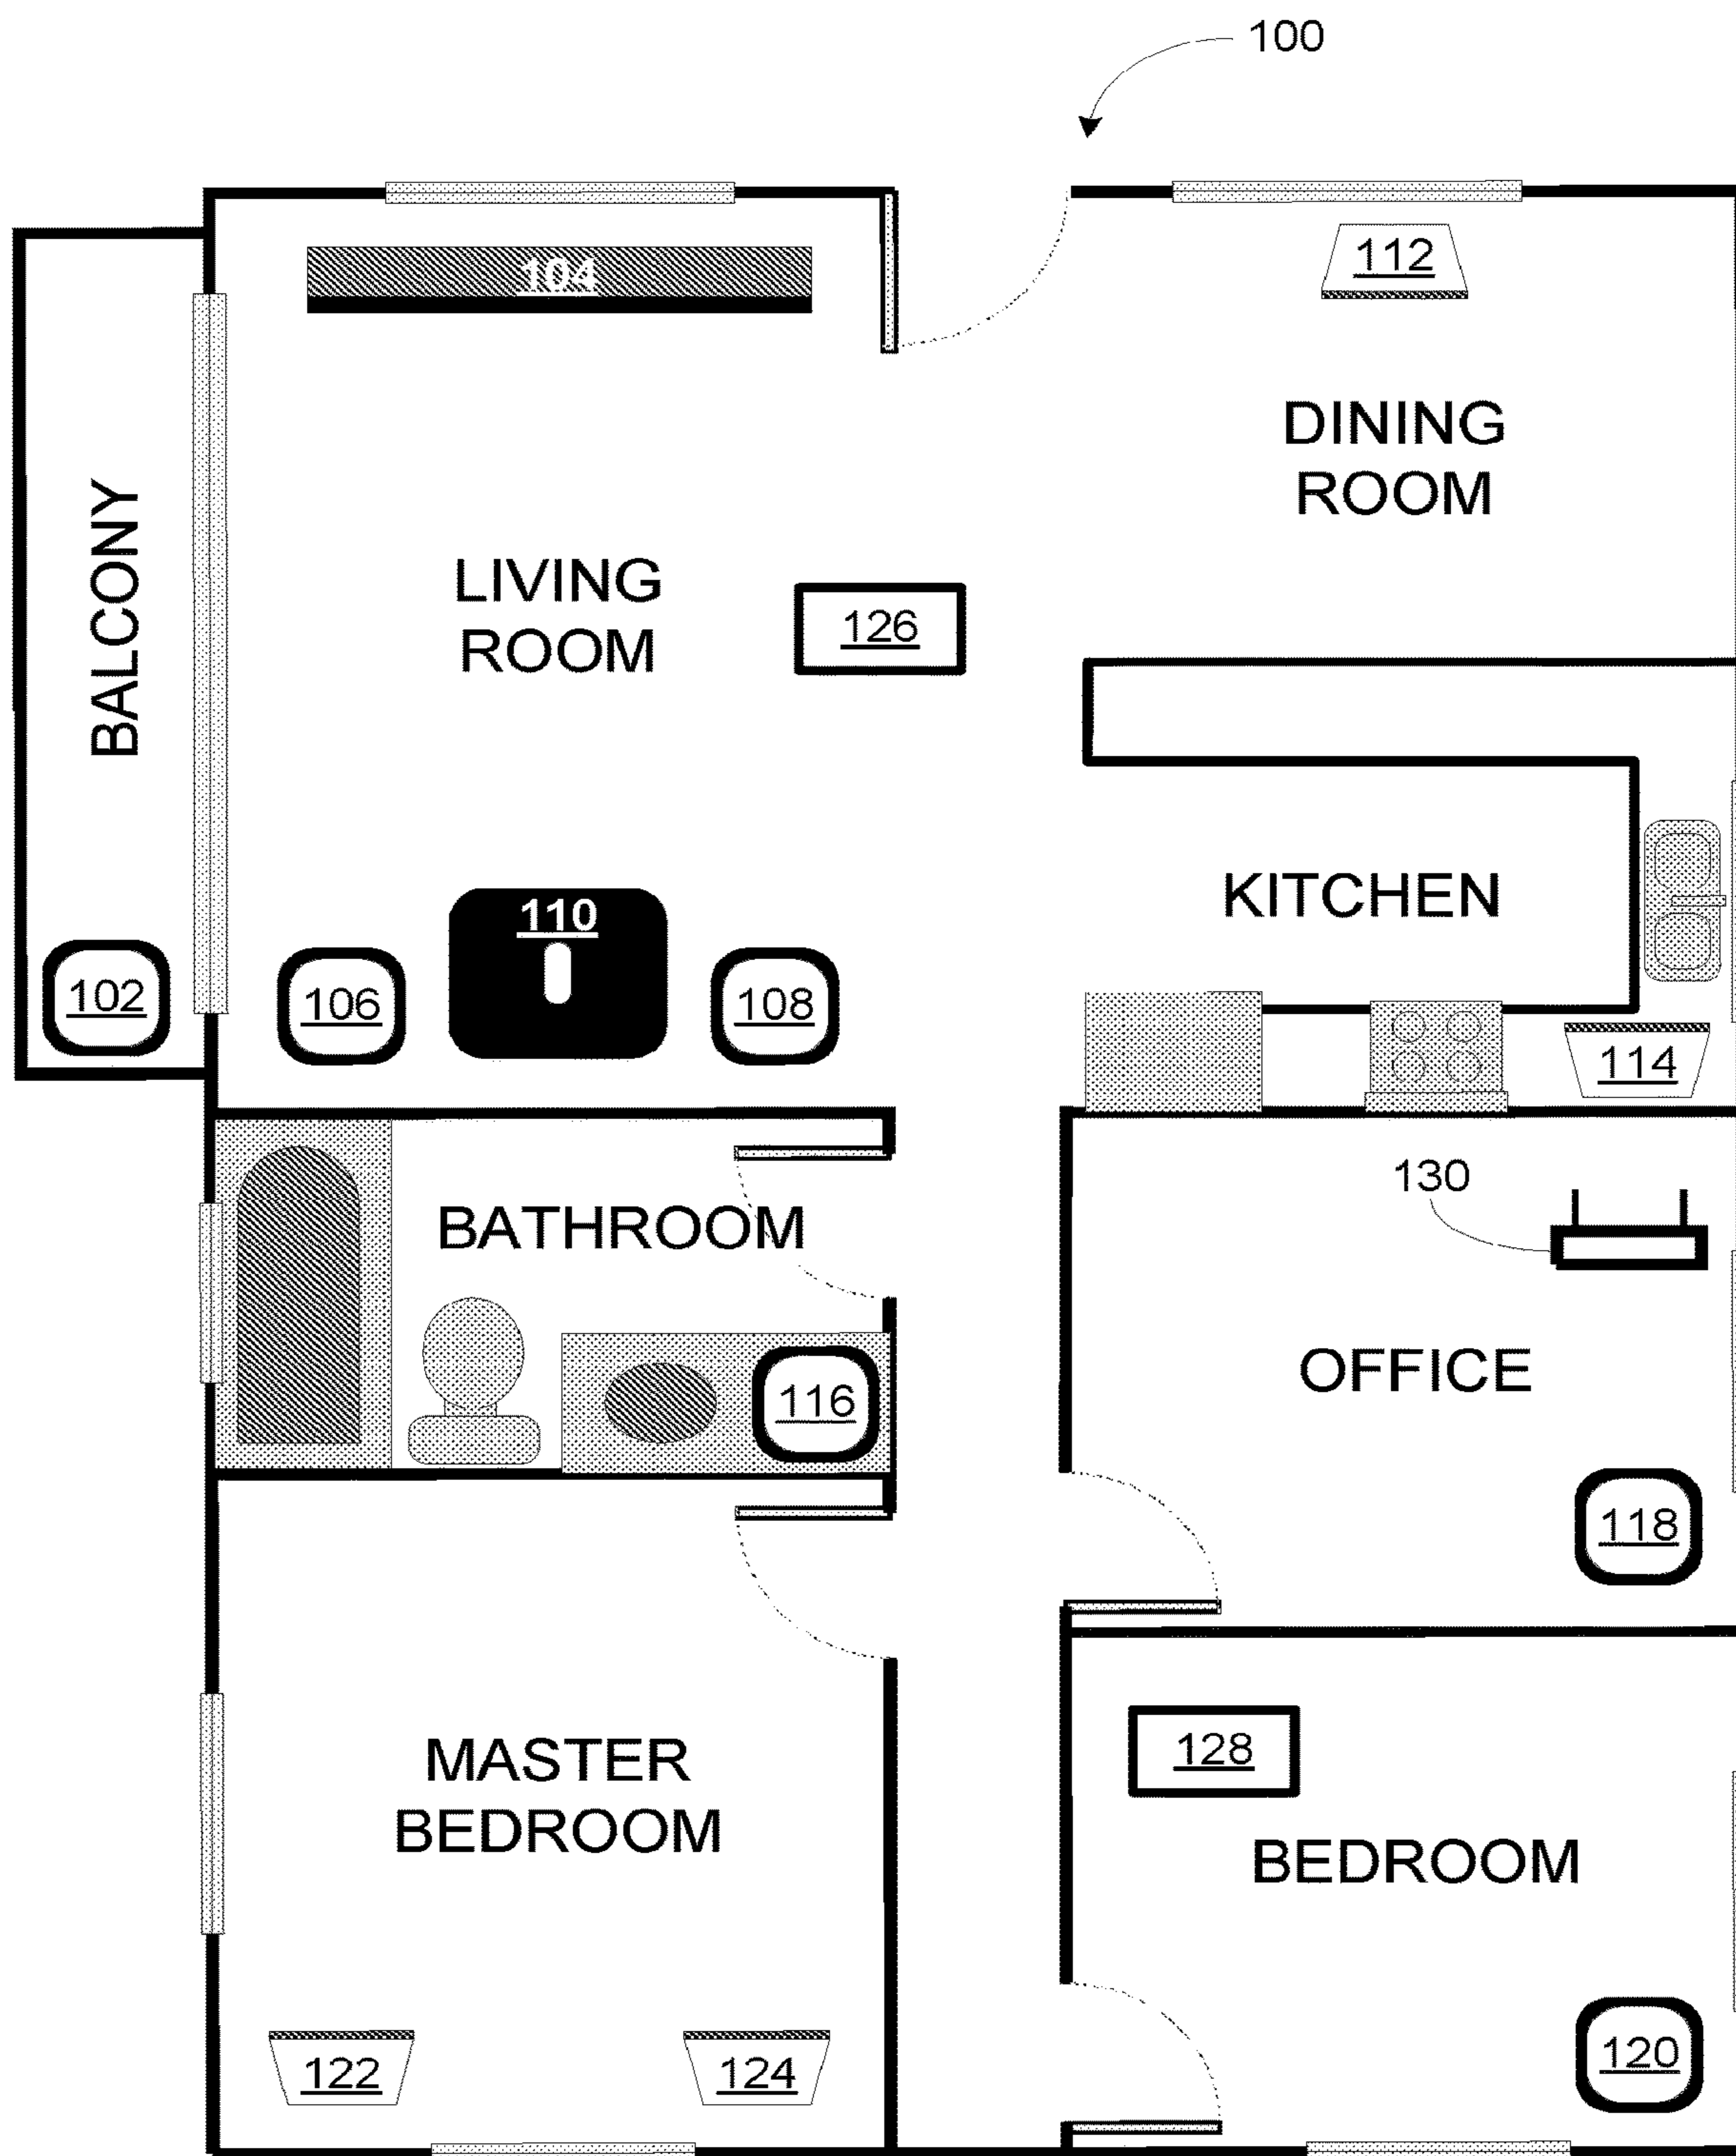 100
104
112
DINING
ROOM
BALCONY
LIVING
ROOM
126
KITCHEN
110
102
106
108
114
130
BATHROOM
OFFICE
116
118
128
MASTER
BEDROOM
BEDROOM
122
124
120